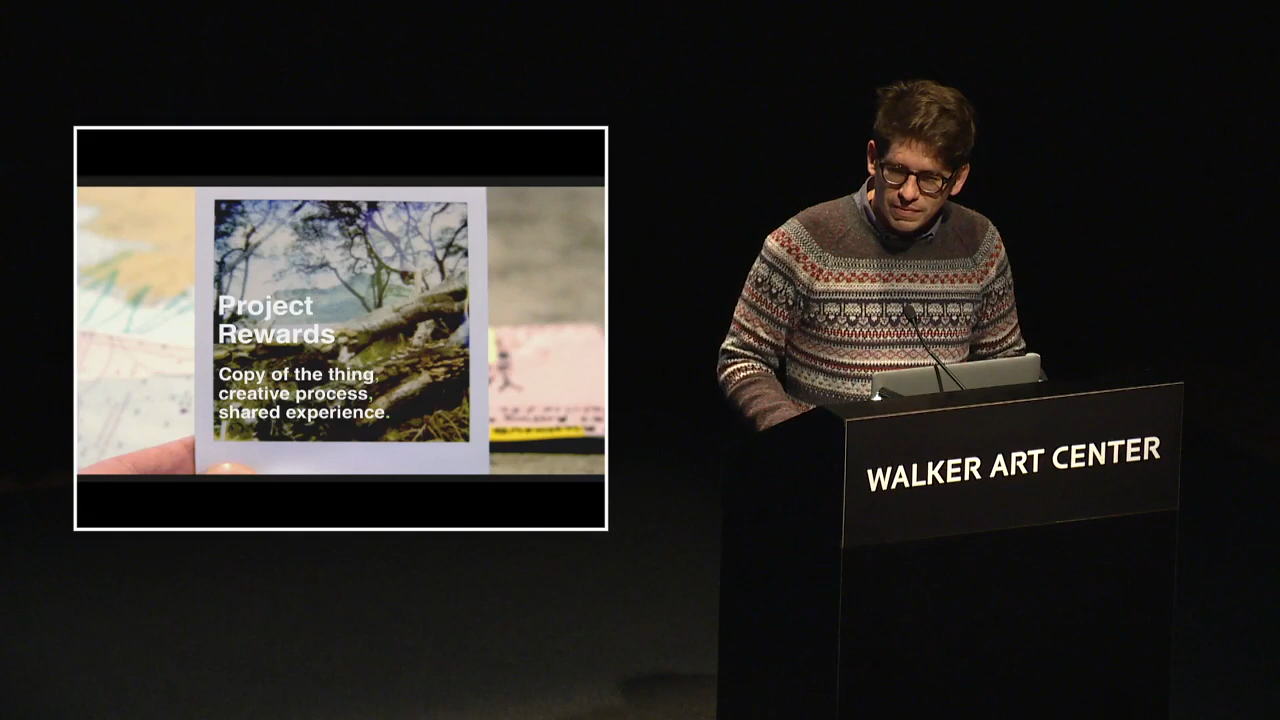 Project
Rewards
Copy of the thing,
creative process,
shared experience.
WALKER ART CENTER